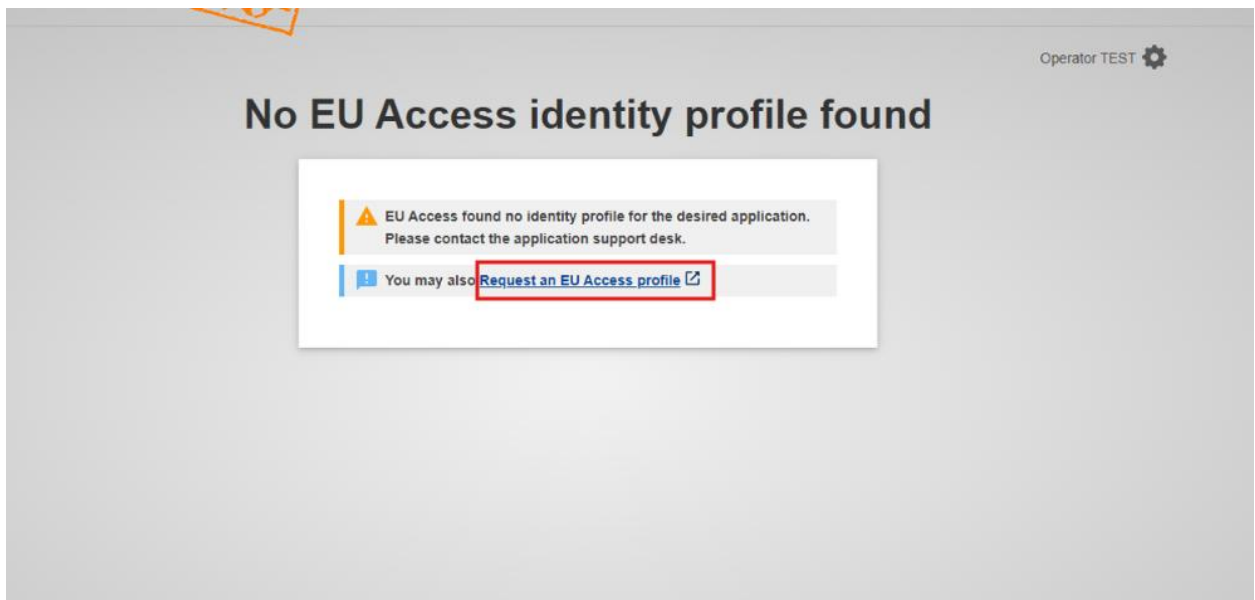 Operator TEST
No EU Access identity profile found
EU Access found no identity profile for the desired application.
Please contact the application support desk.
You may also Request an EU Access profile